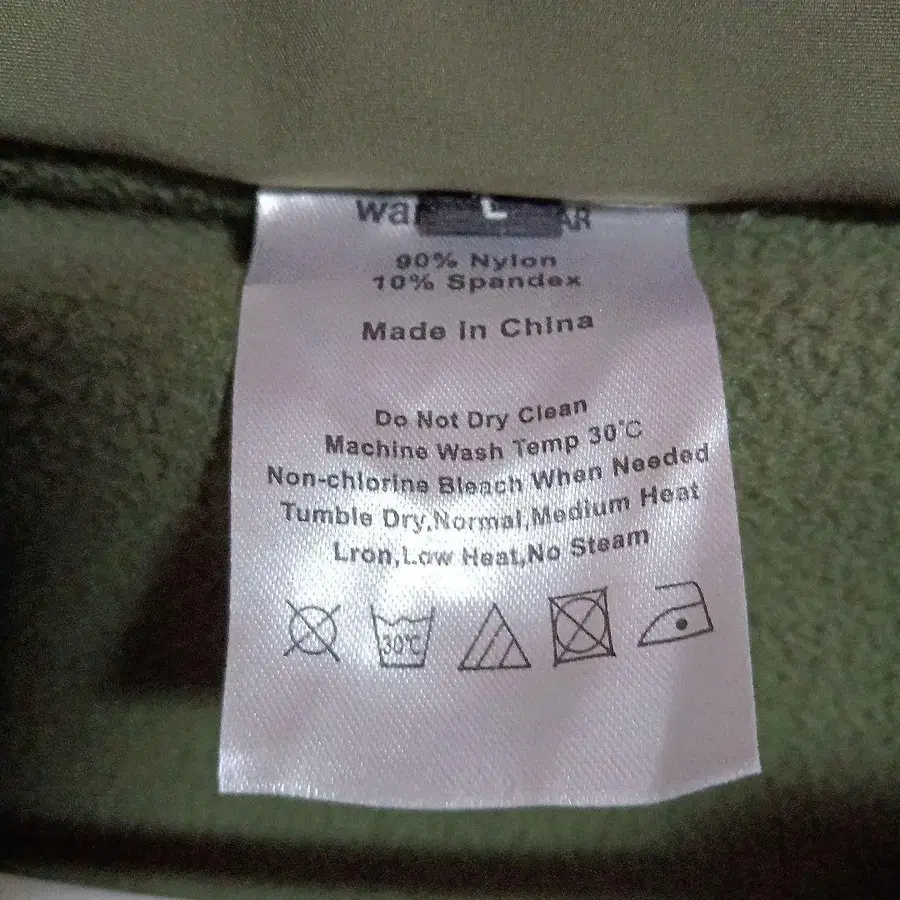 L
90% Nylon
10% Spandex
Made In China
Do Not Dry Clean
Machine Wash Temp 30°C
Non-chlorine Bleach When Needed
Tumble Dry,Normal,Medium Heat
Lron,Low Heat,No Steam
30°C